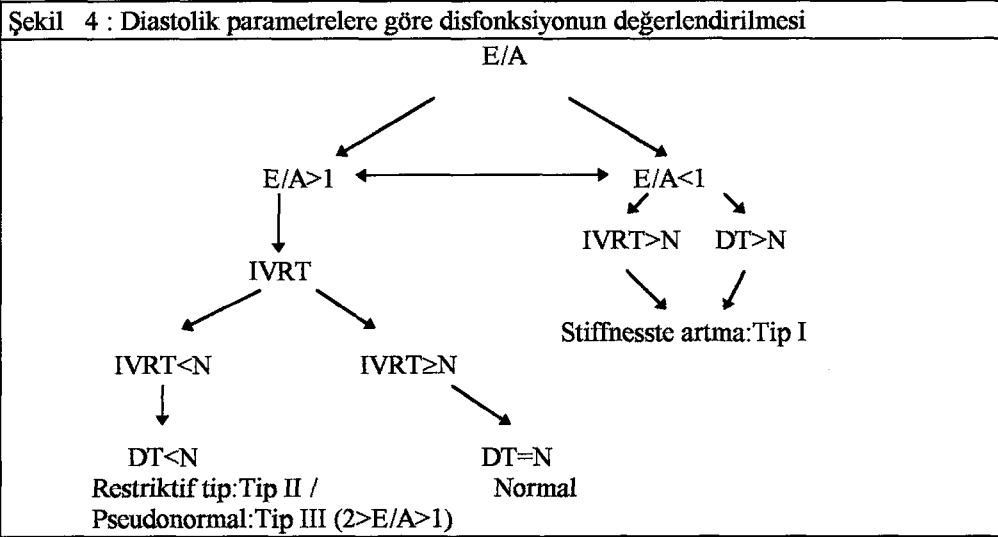 Şekil 4 : Diastolik parametrelere göre disfonksiyonun değerlendirilmesi
E/A
E/A>1
E/A<1
IVRT>N
DT>N
IVRT
Stiffnesste artma:Tip I
IVRT<N
IVRT≥N
DT<N
DT=N
Restriktif tip:Tip II /
Normal
Pseudonormal:Tip III (2>E/A>1)